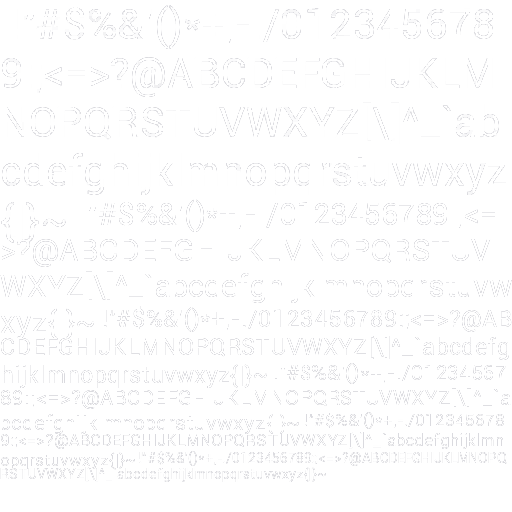 "#$%&'()*+,-./012345678
9:;<=>?@ABCDEFGHIJKLM
NOPQRSTUVWXYZ[\]^_`ab
cdefghijklmnopqrstuvwxyz
{|}~ !"#$%&'()*+,-./0123456789:;<=
>?@ABCDEFGHIJKLMNOPQRSTUV
WXYZ[\]^_`abcdefghijklmnopqrstuvw
xyz{|}~ !"#$%&'()*+,-./0123456789:;<=>?@AB
CDEFGHIJKLMNOPQRSTUVWXYZ[\]^_`abcdefg
hijklmnopqrstuvwxyz{|}~ !"#$%&'()*+,-./01234567
89:;<=>?@ABCDEFGHIJKLMNOPQRSTUVWXYZ[\]^_`a
bcdefghijklmnopqrstuvwxyz{|}~ !"#$%&'()*+,-./012345678
9:;<=>?@ABCDEFGHIJKLMNOPQRSTUVWXYZ[\]^_`abcdefghijklmn
opqrstuvwxyz{|}~ !"#$%&'()*+,-./0123456789:;<=>?@ABCDEFGHIJKLMNOPQ
RSTUVWXYZ[\]^_`abcdefghijklmnopqrstuvwxyz{|}~